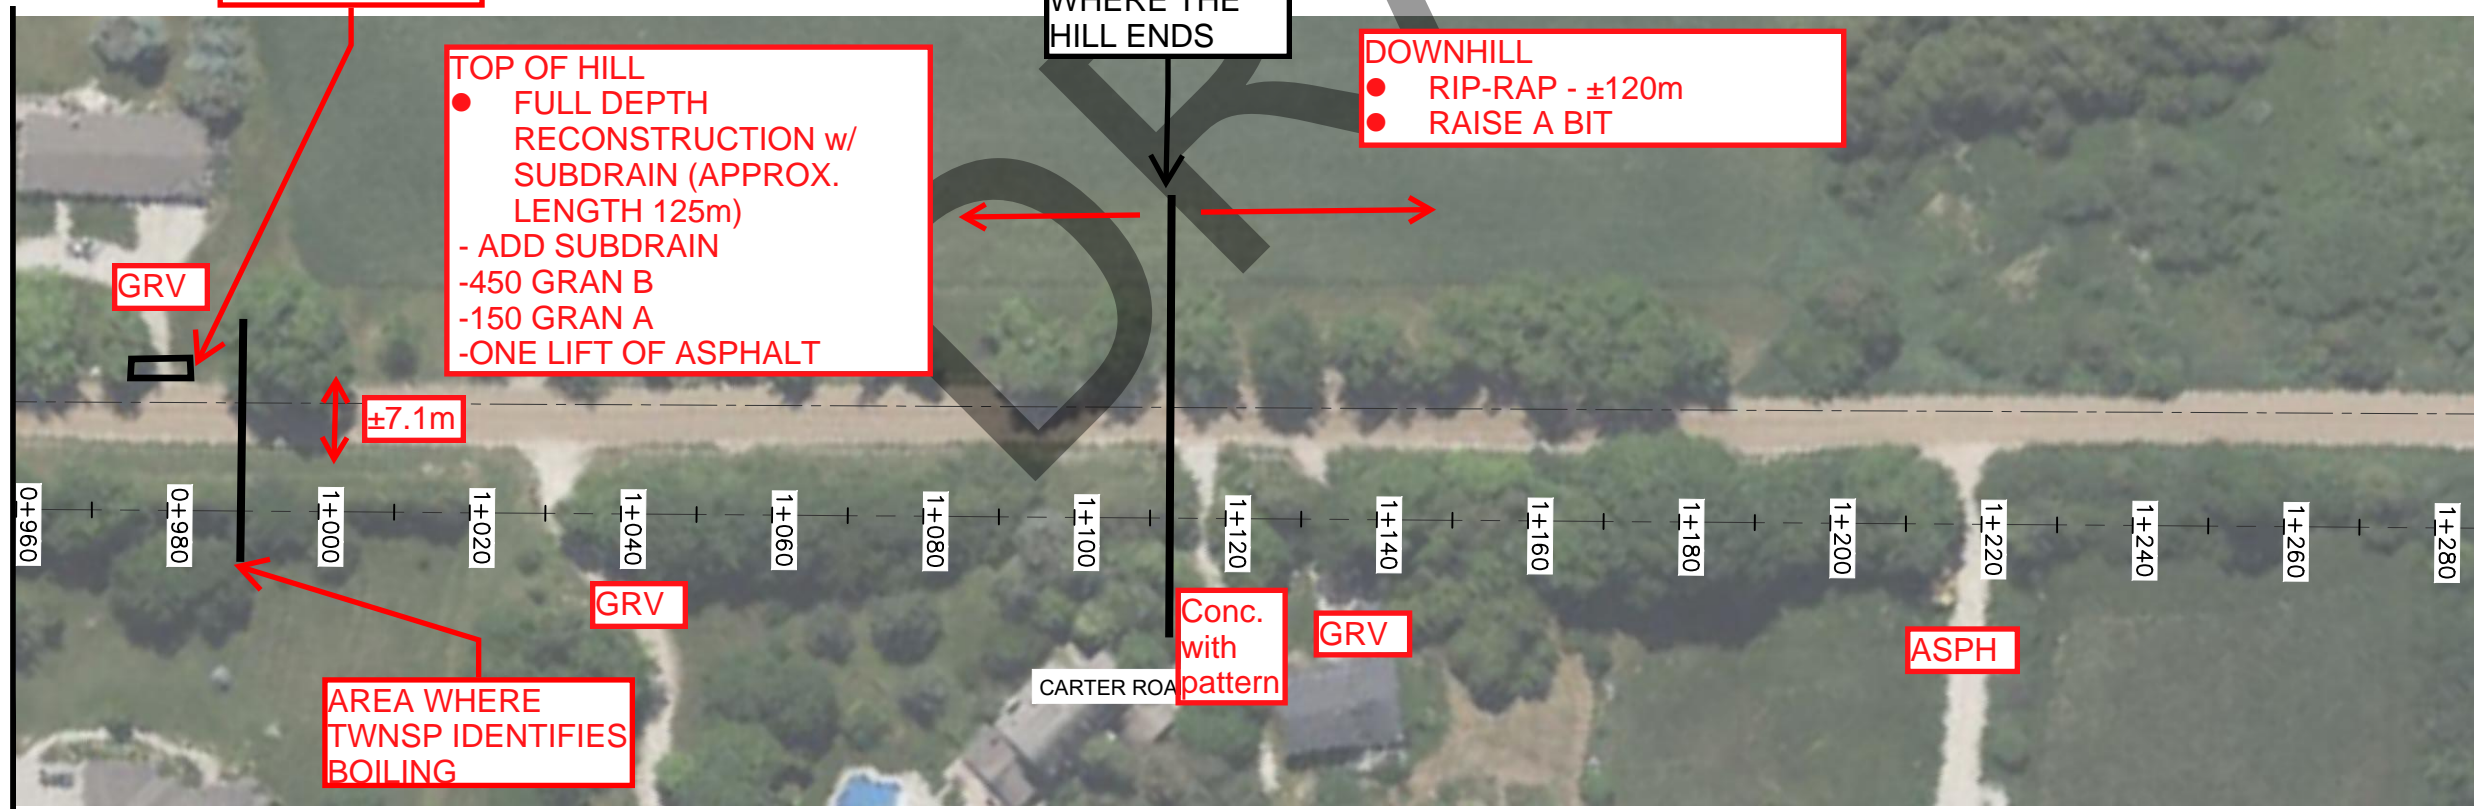 WHERE THE
HILL ENDS
TOP OF HILL
● FULL DEPTH
RECONSTRUCTION w/
SUBDRAIN (APPROX.
LENGTH 125m)
- ADD SUBDRAIN
-450 GRAN B
-150 GRAN A
-ONE LIFT OF ASPHALT
DOWNHILL
● RIP-RAP - ±120m
● RAISE A BIT
GRV
±7.1m
0+960
0+980
1+000
1+020
1+040
1+060
1+080
1+100
1+120
1+140
1+160
1+180
1+200
1+220
1+240
1+260
1+280
GRV
Conc.
with
pattern
GRV
ASPH
CARTER ROA
AREA WHERE
TWNSP IDENTIFIES
BOILING
D